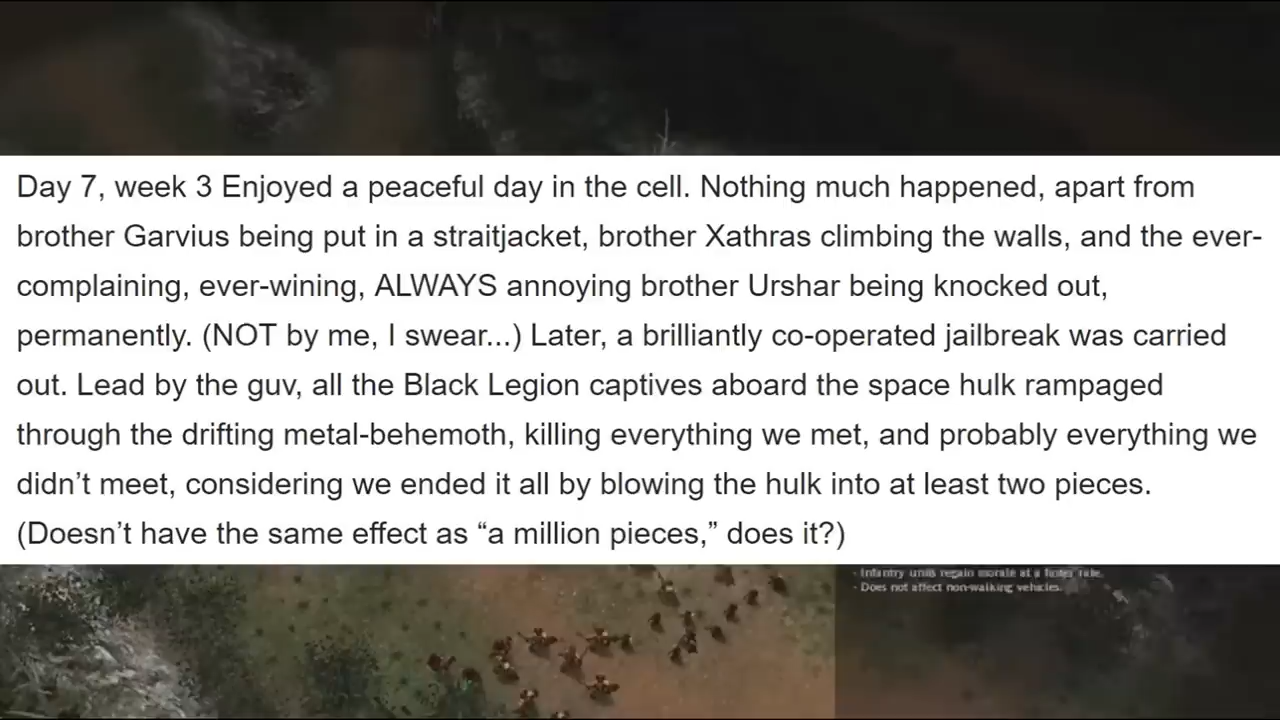 Day 7, week 3 Enjoyed a peaceful day in the cell. Nothing much happened, apart from
brother Garvius being put in a straitjacket, brother Xathras climbing the walls, and the ever-
complaining, ever-wining, ALWAYS annoying brother Urshar being knocked out,
permanently. (NOT by me, I swear...) Later, a brilliantly co-operated jailbreak was carried
out. Lead by the guv, all the Black Legion captives aboard the space hulk rampaged
through the drifting metal-behemoth, killing everything we met, and probably everything we
didn’t meet, considering we ended it all by blowing the hulk into at least two pieces.
(Doesn’t have the same effect as “a million pieces,” does it?)
- Infantry units regain morale at a faster rate.
- Does not affect non-walking vehicles.